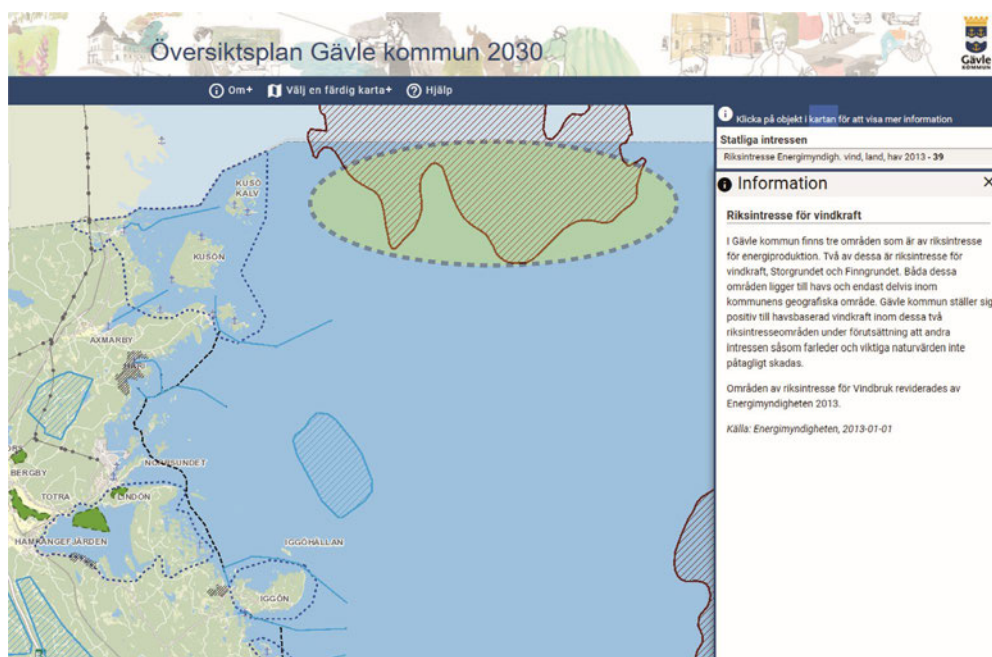 Översiktsplan Gävle kommun 2030
Gävle
KOMMUN
Om+ Välj en färdig karta+ Hjälp
Klicka på objekt i kartan för att visa mer information
Statliga intressen
Riksintresse Energimyndigh. vind, land, hav 2013 - 39
Information
Riksintresse för vindkraft
I Gävle kommun finns tre områden som är av riksintresse
för energiproduktion. Två av dessa är riksintresse för
vindkraft, Storgrundet och Finngrundet. Båda dessa
områden ligger till havs och endast delvis inom
kommunens geografiska område. Gävle kommun ställer sig
positiv till havsbaserad vindkraft inom dessa två
riksintresseområden under förutsättning att andra
intressen såsom farleder och viktiga naturvärden inte
påtagligt skadas.
Områden av riksintresse för Vindbruk reviderades av
Energimyndigheten 2013.
Källa: Energimyndigheten, 2013-01-01
KUSÖ
KALV
KUSÖN
AXMARBY
NORRSUNDET
BERGBY
TOTRA
LINDÖN
IGGÖHÄLLAN
IGGÖN